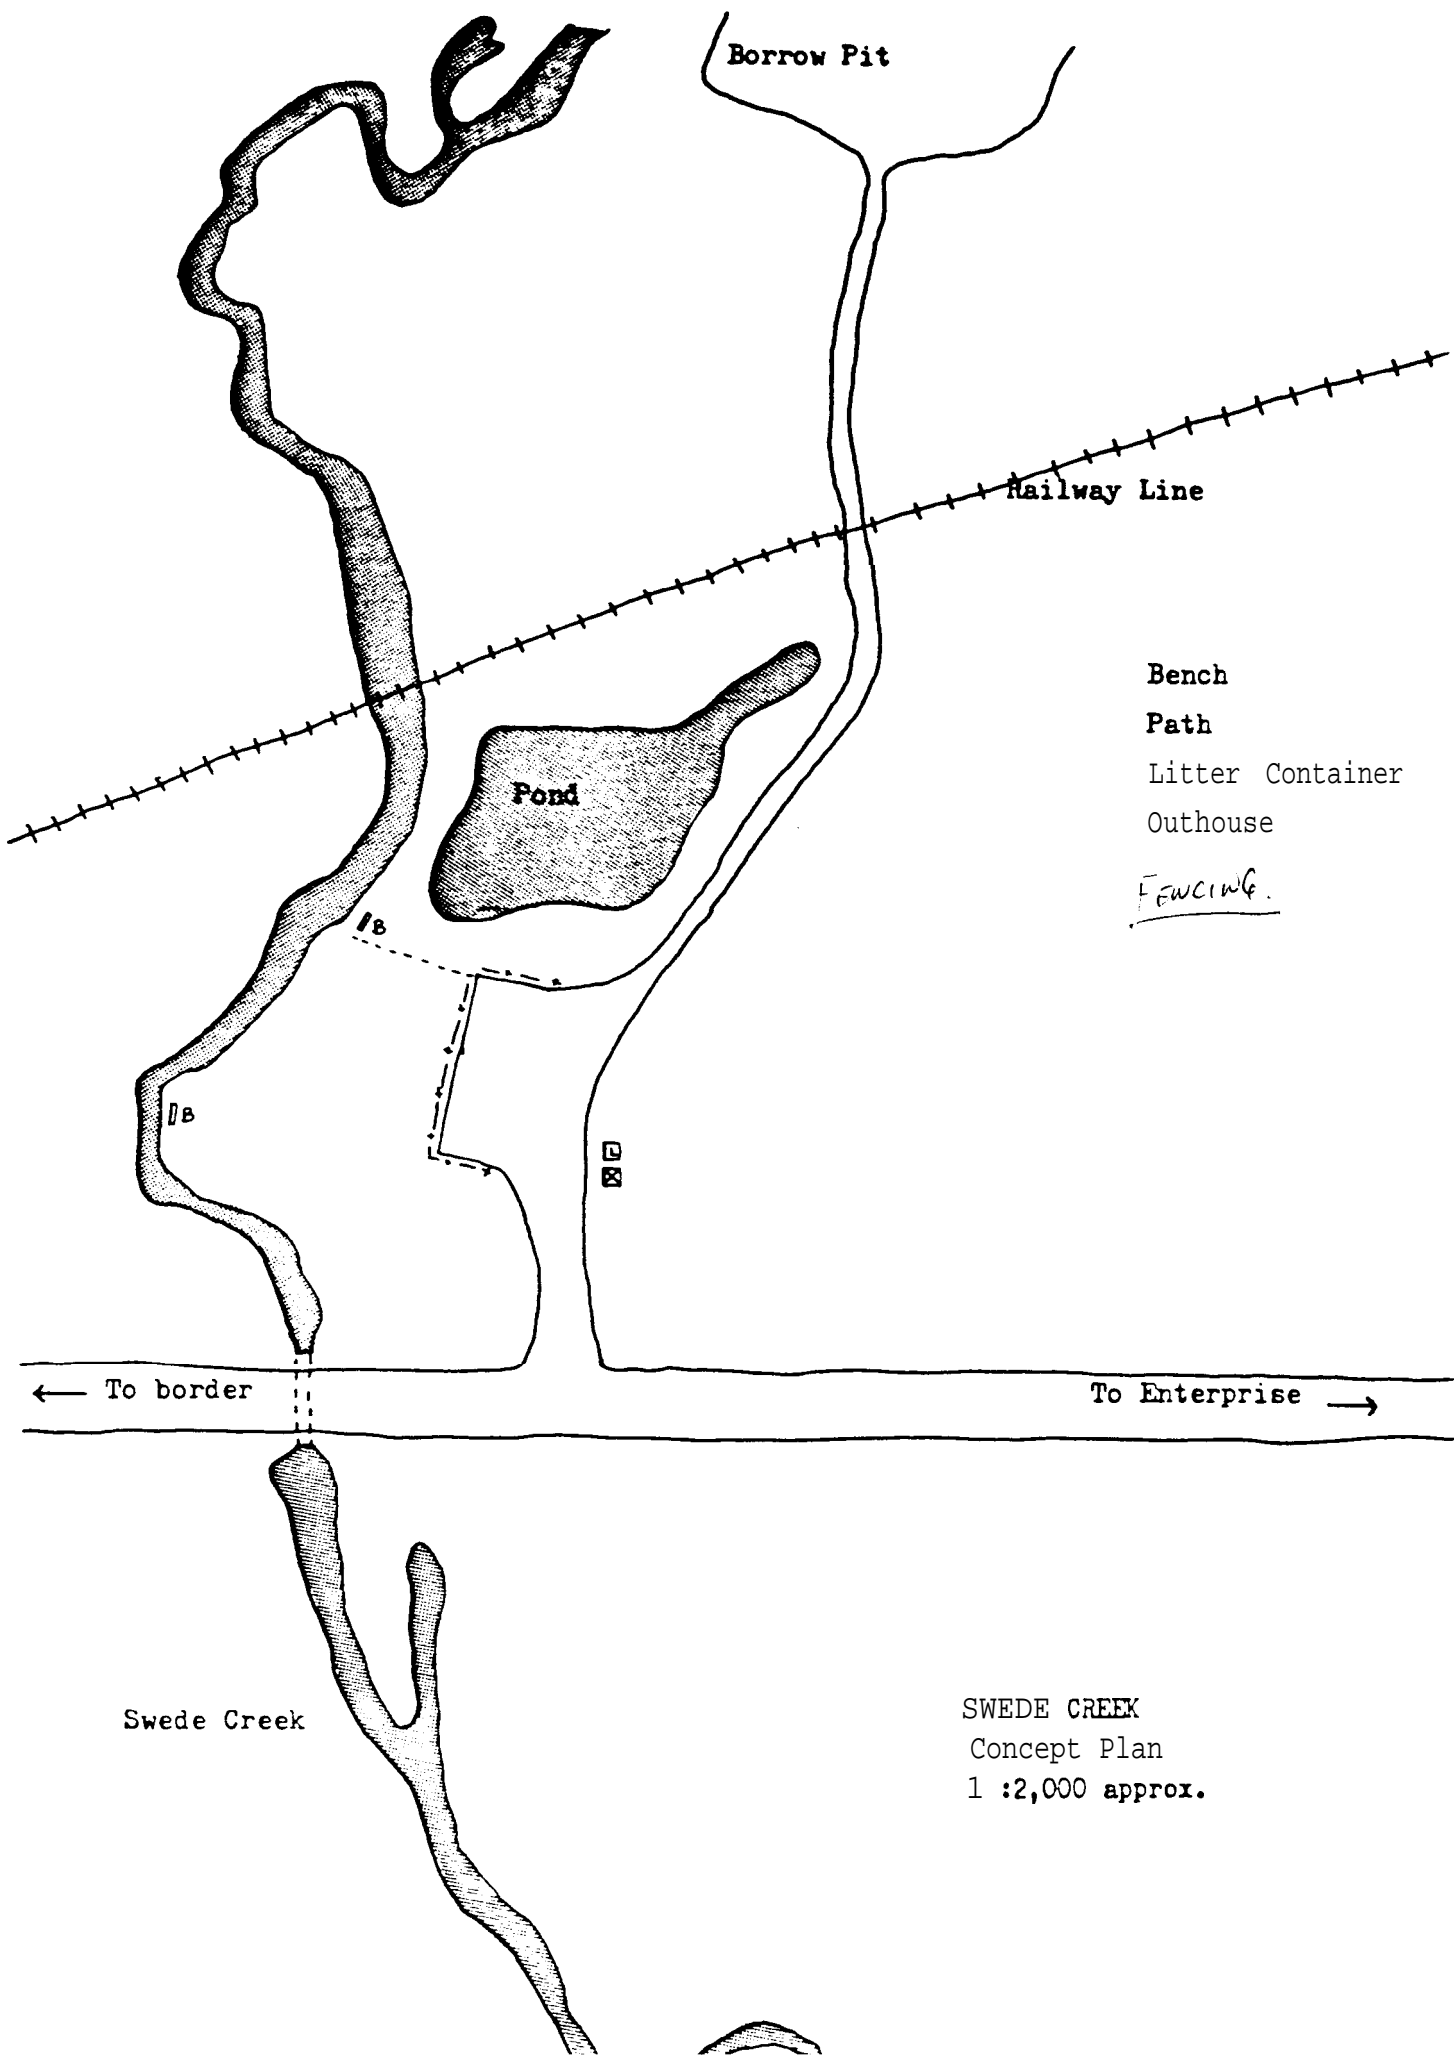 Borrow Pit
Railway Line
Bench
Path
Litter Container
Outhouse
FENCING.
Pond
B
B
L
← To border
To Enterprise →
Swede Creek
SWEDE CREEK
Concept Plan
1 :2,000 approx.